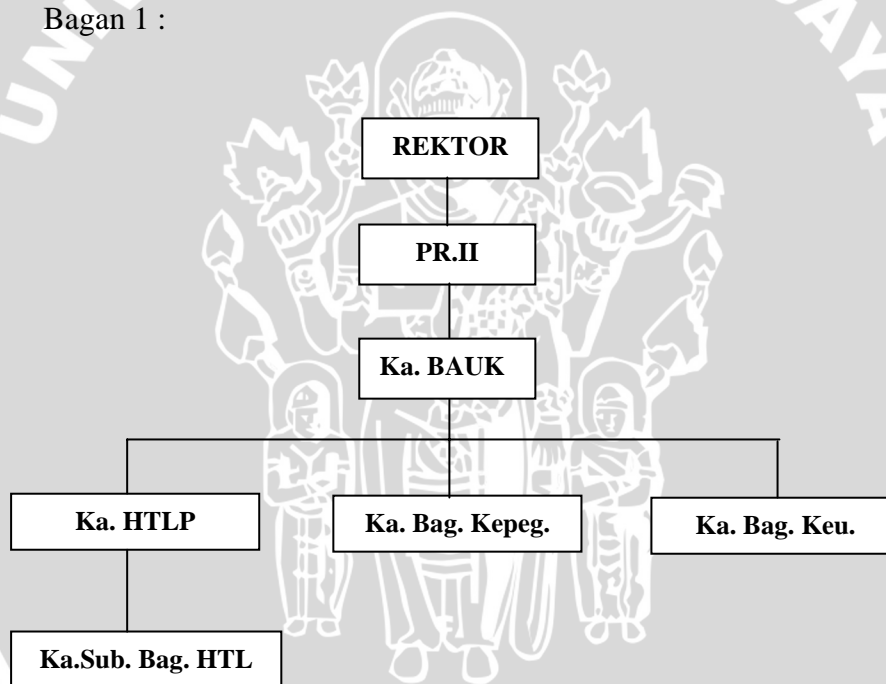 Bagan 1 :
REKTOR
PR.II
Ka. BAUK
Ka. HTLP
Ka. Bag. Kepeg.
Ka. Bag. Keu.
Ka.Sub. Bag. HTL